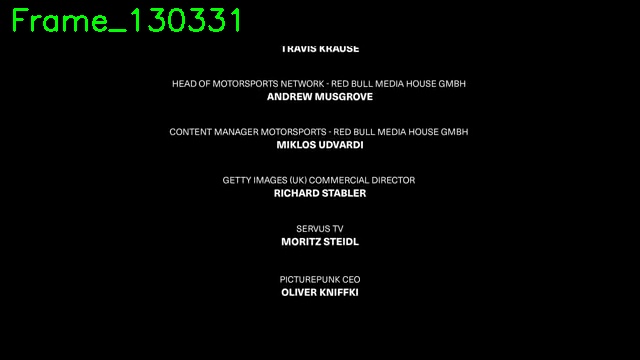 Frame_130331
TRAVIS KRAUSE
HEAD OF MOTORSPORTS NETWORK - RED BULL MEDIA HOUSE GMBH
ANDREW MUSGROVE
CONTENT MANAGER MOTORSPORTS - RED BULL MEDIA HOUSE GMBH
MIKLOS UDVARDI
GETTY IMAGES (UK) COMMERCIAL DIRECTOR
RICHARD STABLER
SERVUS TV
MORITZ STEIDL
PICTUREPUNK CEO
OLIVER KNIFFKI